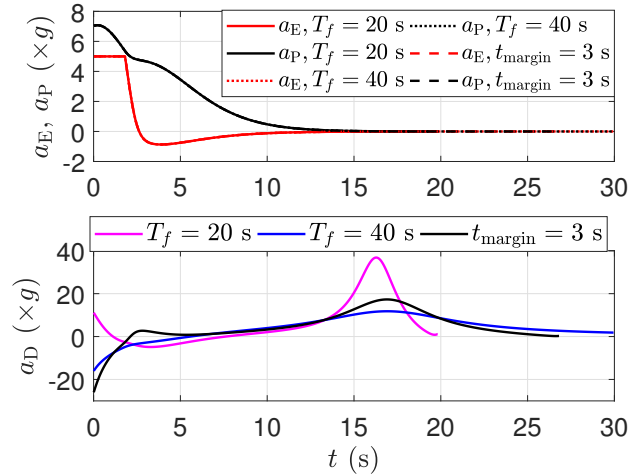 8
6
4
2
0
-2
a_E, a_P (×g)
a_E, T_f = 20 s
a_P, T_f = 40 s
a_P, T_f = 20 s
a_E, t_margin = 3 s
a_E, T_f = 40 s
a_P, t_margin = 3 s
0 5 10 15 20 25 30
T_f = 20 s T_f = 40 s t_margin = 3 s
40
20
0
-20
a_D (×g)
0 5 10 15 20 25 30
t (s)